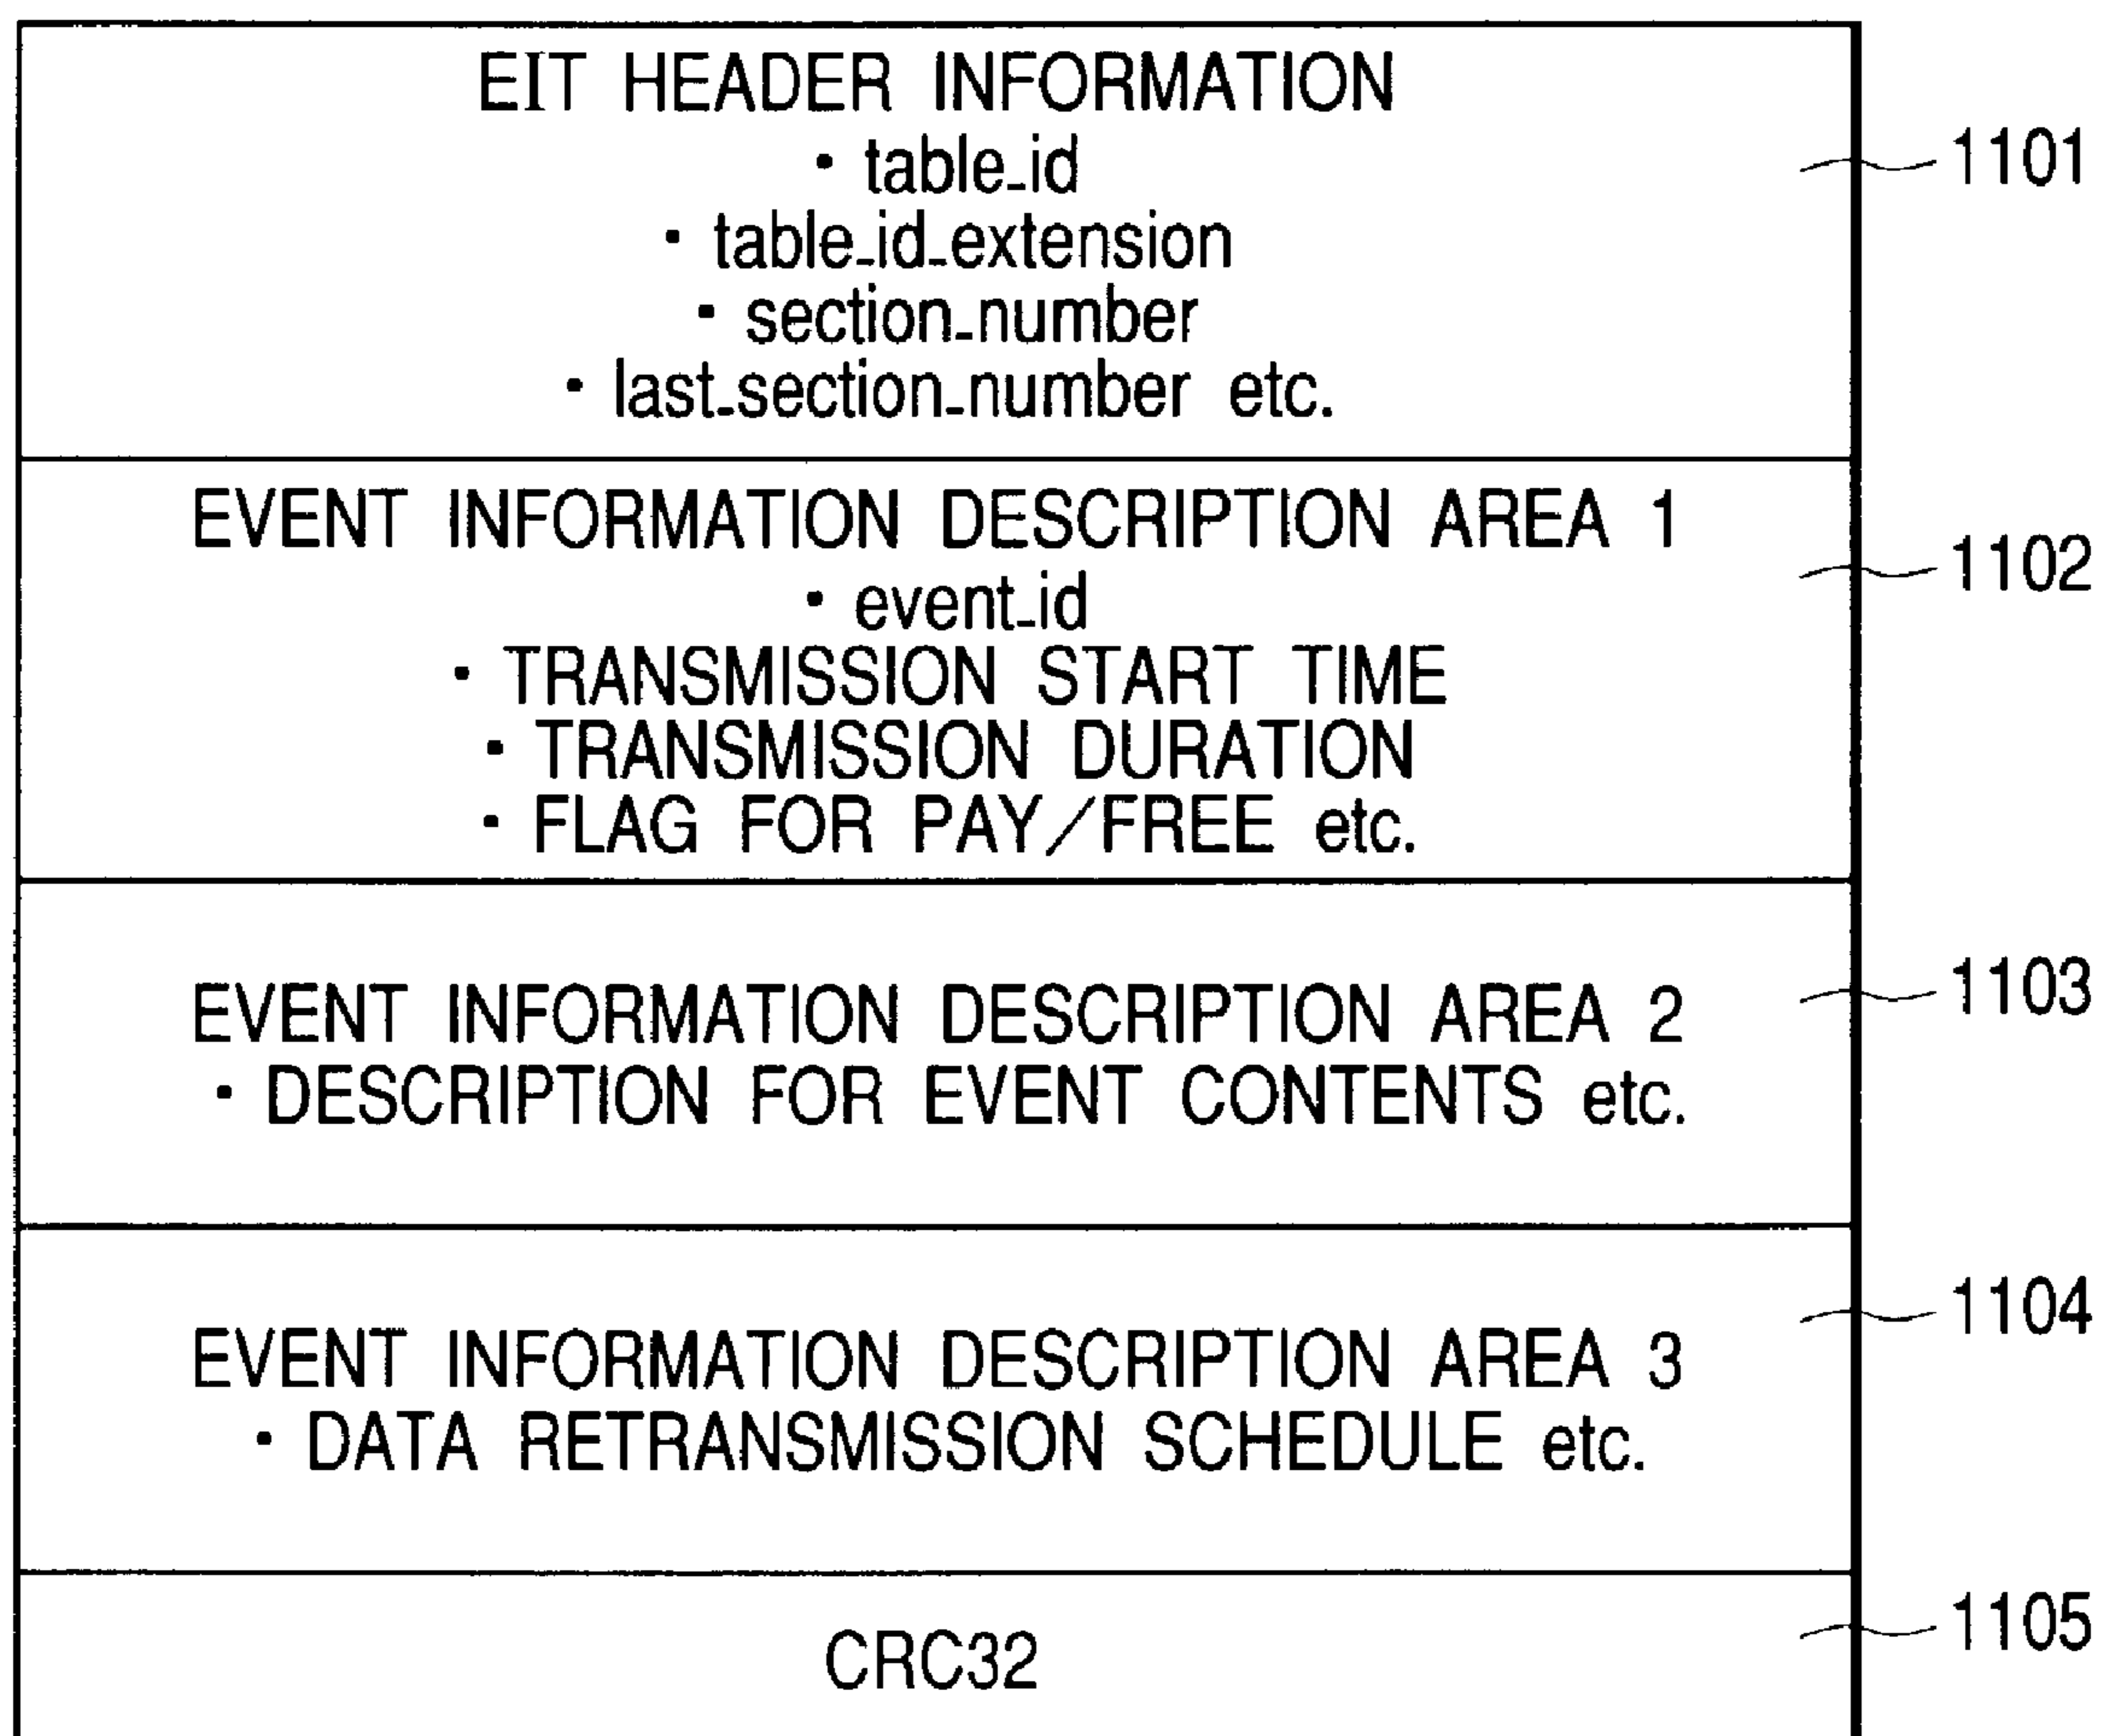 EIT HEADER INFORMATION
・ table_id
1101
・ table_id_extension
・ section_number
・ last_section_number etc.
EVENT INFORMATION DESCRIPTION AREA 1
1102
・ event_id
・ TRANSMISSION START TIME
・ TRANSMISSION DURATION
・ FLAG FOR PAY/FREE etc.
1103
EVENT INFORMATION DESCRIPTION AREA 2
・ DESCRIPTION FOR EVENT CONTENTS etc.
1104
EVENT INFORMATION DESCRIPTION AREA 3
・ DATA RETRANSMISSION SCHEDULE etc.
1105
CRC32